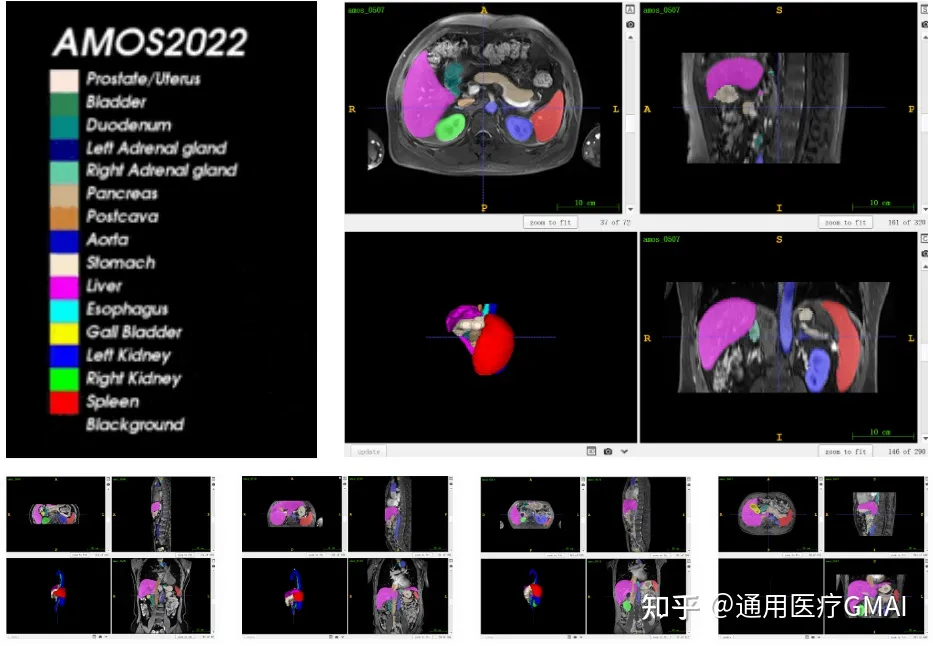 AMOS2022
Prostate/Uterus
Bladder
Duodenum
Left Adrenal gland
Right Adrenal gland
Pancreas
Postcava
Aorta
Stomach
Liver
Esophagus
Gall Bladder
Left Kidney
Right Kidney
Spleen
Blackground
amos_0507
A
R
L
P
10 cm
zoom to fit
37 of 72
amos_0507
S
A
P
I
10 cm
zoom to fit
161 of 320
update
amos_0507
S
R
L
I
10 cm
zoom to fit
146 of 290
知乎 @通用医疗GMAI